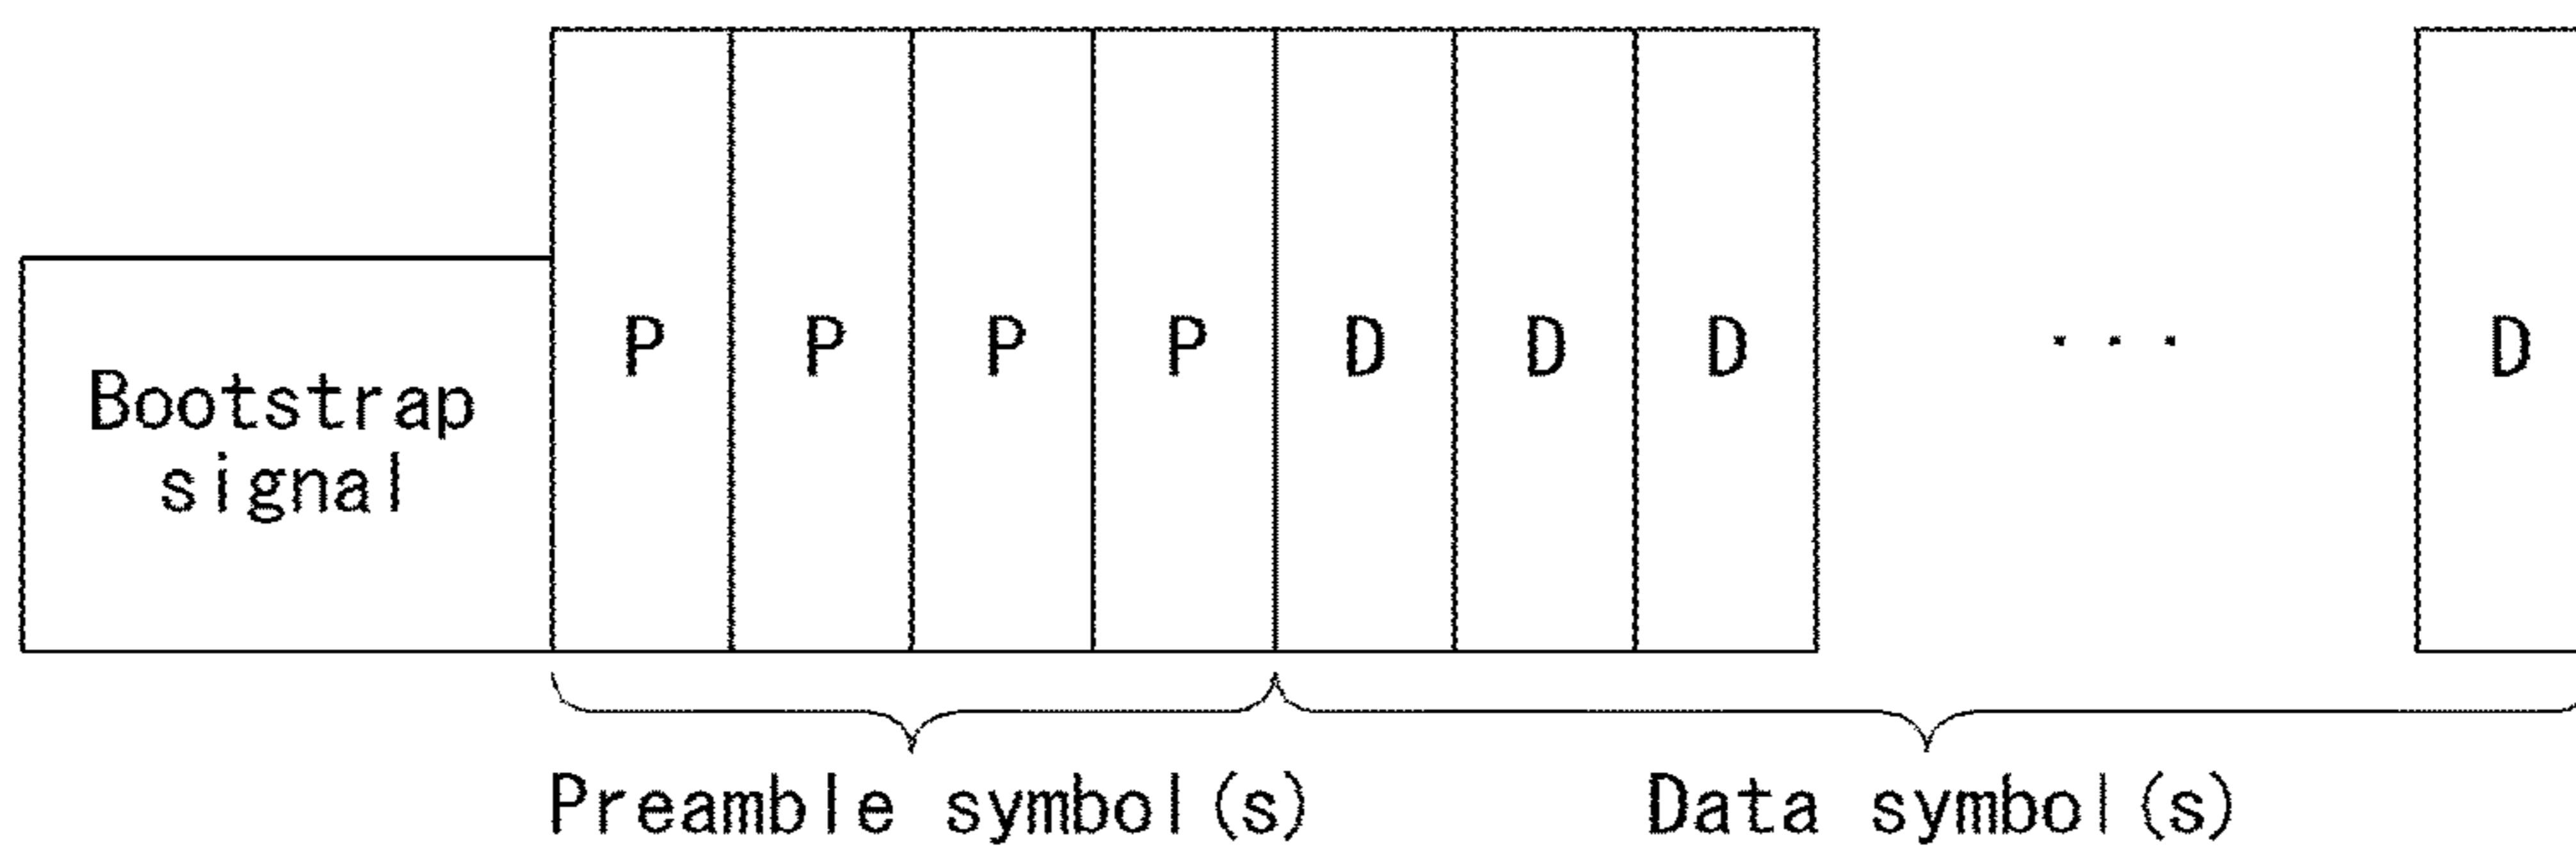 P P P P D D D ... D
Bootstrap
signal
Preamble symbol(s) Data symbol(s)